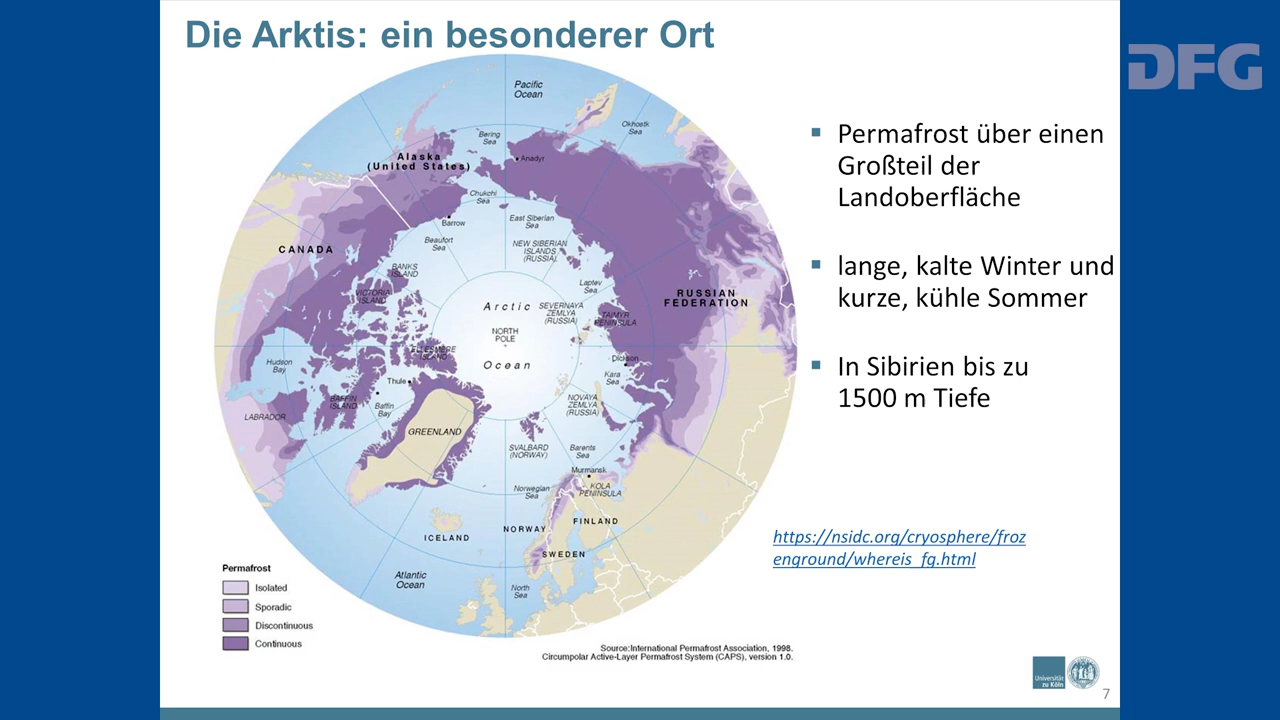 Die Arktis: ein besonderer Ort
DFG
Permafrost über einen
Großteil der
Landoberfläche
lange, kalte Winter und
kurze, kühle Sommer
In Sibirien bis zu
1500 m Tiefe
https://nsidc.org/cryosphere/froz
enground/whereis_fg.html
Pacific
Ocean
Okhostk
Sea
Bering
Sea
Alaska
(United States)
Anadyr
Chukchi
Sea
Barrow
East Siberian
Sea
Beaufort
Sea
CANADA
NEW SIBERIAN
ISLANDS
(RUSSIA)
BANKS
ISLAND
Laptev
Sea
VICTORIA
ISLAND
RUSSIAN
FEDERATION
Arctic
SEVERNAYA
ZEMLYA
(RUSSIA)
TAIMYR
PENINSULA
NORTH
POLE
ELLESMERE
ISLAND
Ocean
Hudson
Bay
Dickson
Thule
Kara
Sea
BAFFIN
ISLAND
Baffin
Bay
NOVAYA
ZEMLYA
(RUSSIA)
LABRADOR
GREENLAND
SVALBARD
(NORWAY)
Barents
Sea
Murmansk
Norwegian
Sea
KOLA
PENINSULA
NORWAY
FINLAND
ICELAND
SWEDEN
Atlantic
Ocean
North
Sea
Permafrost
Isolated
Sporadic
Discontinuous
Continuous
Source:International Permafrost Association, 1998.
Circumpolar Active-Layer Permafrost System (CAPS), version 1.0.
Universität
zu Köln
7